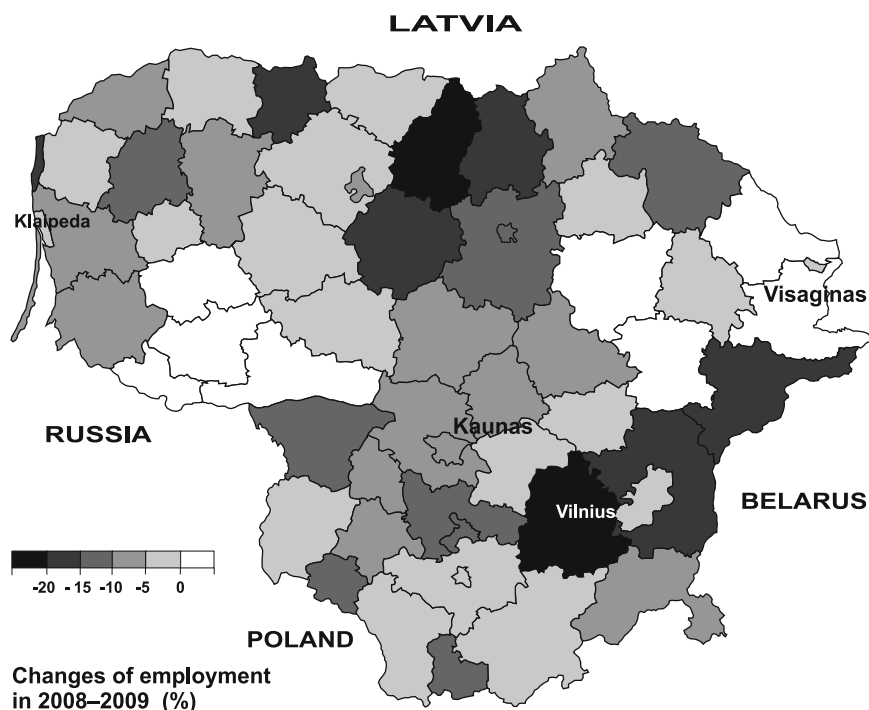 LATVIA
Klaipeda
Visaginas
Kaunas
RUSSIA
Vilnius
BELARUS
-20 -15 -10 -5 0
POLAND
Changes of employment
in 2008–2009 (%)